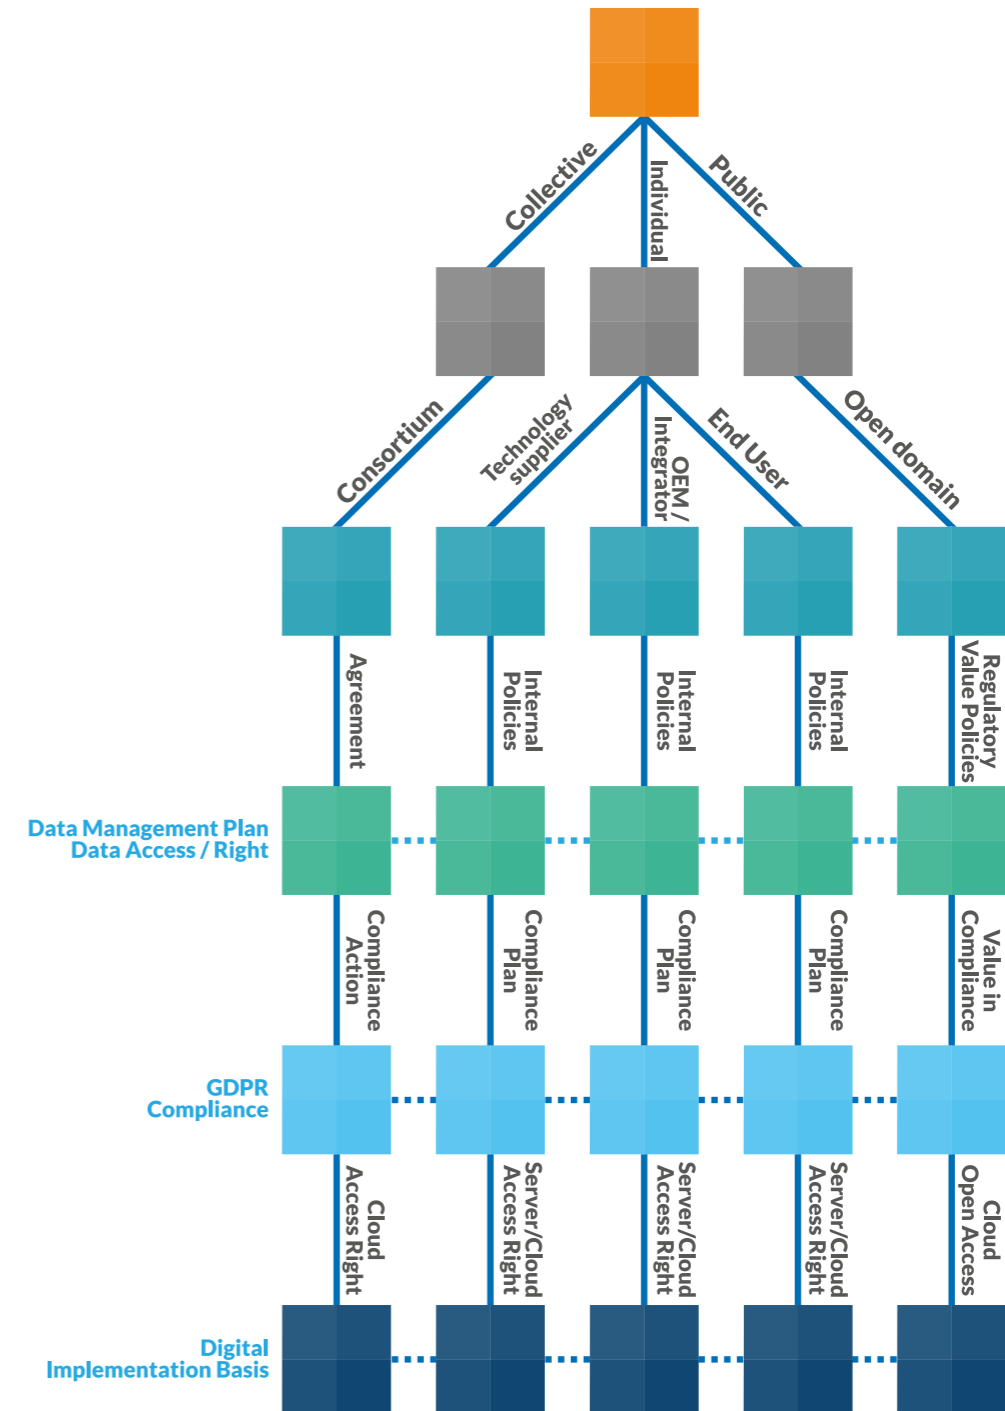 Collective
Individual
Public
Consortium
Technology
supplier
OEM /
Integrator
End User
Open domain
Agreement
Internal
Policies
Internal
Policies
Internal
Policies
Regulatory
Value Policies
Data Management Plan
Data Access / Right
Compliance
Action
Compliance
Plan
Compliance
Plan
Compliance
Plan
Value in
Compliance
GDPR
Compliance
Cloud
Access Right
Server/Cloud
Access Right
Server/Cloud
Access Right
Server/Cloud
Access Right
Cloud
Open Access
Digital
Implementation Basis